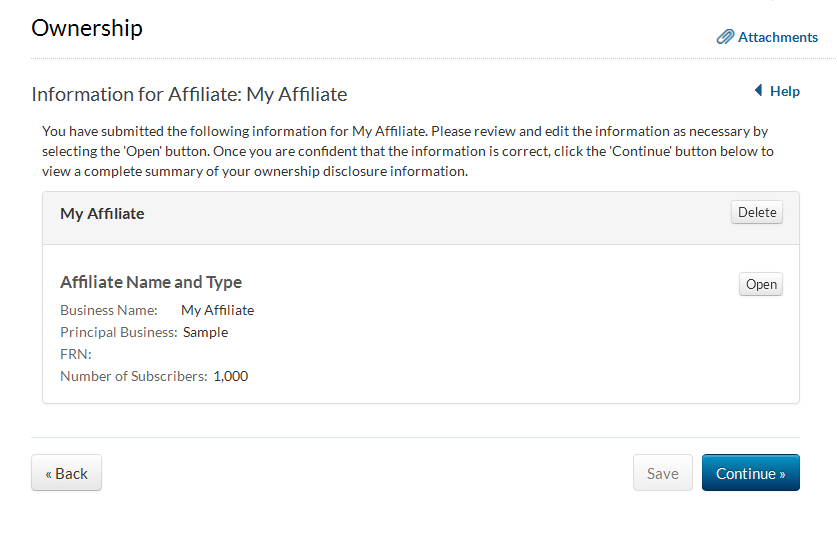 Ownership
Attachments
Information for Affiliate: My Affiliate
Help
You have submitted the following information for My Affiliate. Please review and edit the information as necessary by
selecting the 'Open' button. Once you are confident that the information is correct, click the 'Continue' button below to
view a complete summary of your ownership disclosure information.
My Affiliate
Delete
Affiliate Name and Type
Open
Business Name: My Affiliate
Principal Business: Sample
FRN:
Number of Subscribers: 1,000
« Back
Save
Continue »